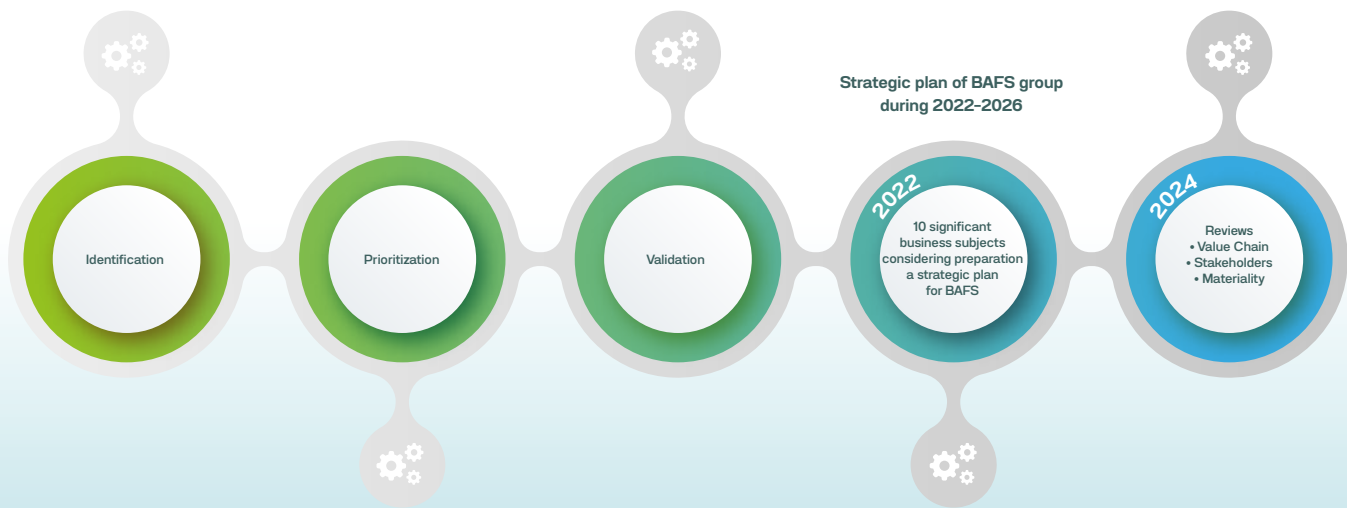 Strategic plan of BAFS group
during 2022-2026
Identification
Prioritization
Validation
2022
10 significant
business subjects
considering preparation
a strategic plan
for BAFS
2024
Reviews
• Value Chain
• Stakeholders
• Materiality